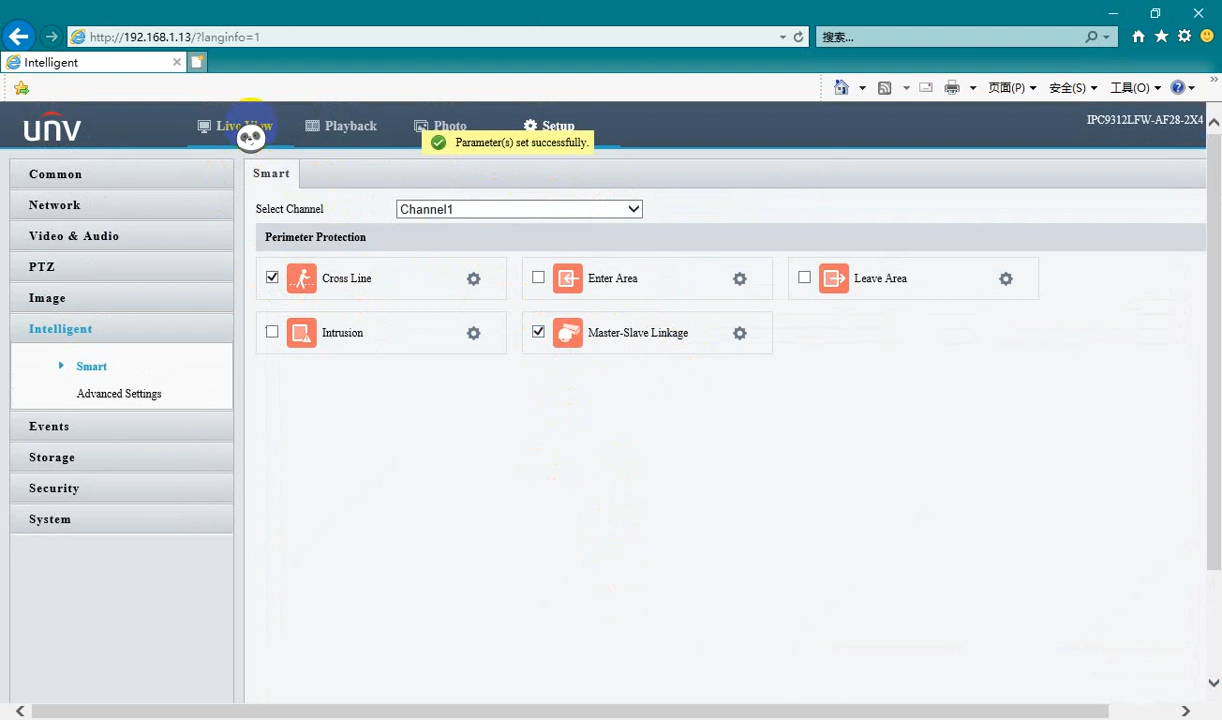 http://192.168.1.13/?langinfo=1
搜索...
Intelligent
页面(P)
安全(S)
工具(O)
unv
Live View
Playback
Photo
Setup
IPC9312LFW-AF28-2X4
Parameter(s) set successfully.
Common
Network
Video & Audio
PTZ
Image
Intelligent
Smart
Advanced Settings
Events
Storage
Security
System
Smart
Select Channel
Channel1
Perimeter Protection
Cross Line
Enter Area
Leave Area
Intrusion
Master-Slave Linkage